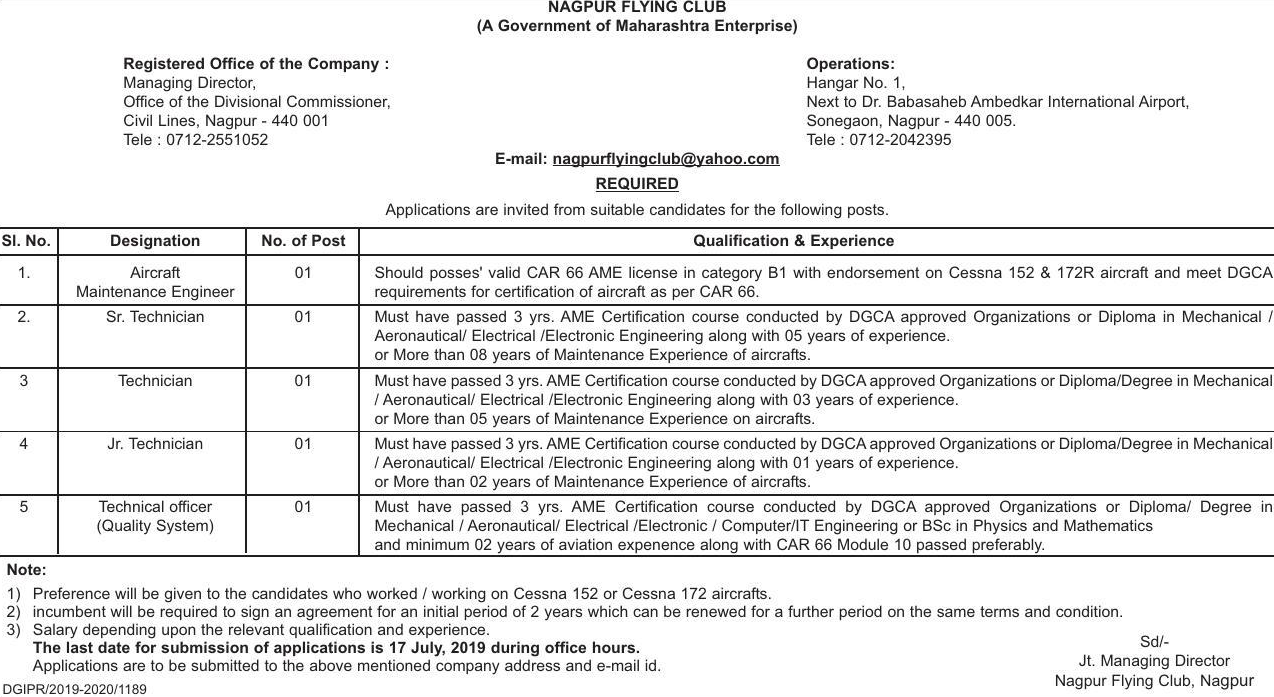 NAGPUR FLYING CLUB
(A Government of Maharashtra Enterprise)
Registered Office of the Company :
Managing Director,
Office of the Divisional Commissioner,
Civil Lines, Nagpur - 440 001
Tele : 0712-2551052
Operations:
Hangar No. 1,
Next to Dr. Babasaheb Ambedkar International Airport,
Sonegaon, Nagpur - 440 005.
Tele : 0712-2042395
E-mail: nagpurflyingclub@yahoo.com
REQUIRED
Applications are invited from suitable candidates for the following posts.
Sl. No. Designation No. of Post Qualification & Experience
1. Aircraft 01 Should posses' valid CAR 66 AME license in category B1 with endorsement on Cessna 152 & 172R aircraft and meet DGCA
Maintenance Engineer requirements for certification of aircraft as per CAR 66.
2. Sr. Technician 01 Must have passed 3 yrs. AME Certification course conducted by DGCA approved Organizations or Diploma in Mechanical /
Aeronautical/ Electrical /Electronic Engineering along with 05 years of experience.
or More than 08 years of Maintenance Experience of aircrafts.
3 Technician 01 Must have passed 3 yrs. AME Certification course conducted by DGCA approved Organizations or Diploma/Degree in Mechanical
/ Aeronautical/ Electrical /Electronic Engineering along with 03 years of experience.
or More than 05 years of Maintenance Experience on aircrafts.
4 Jr. Technician 01 Must have passed 3 yrs. AME Certification course conducted by DGCA approved Organizations or Diploma/Degree in Mechanical
/ Aeronautical/ Electrical /Electronic Engineering along with 01 years of experience.
or More than 02 years of Maintenance Experience of aircrafts.
5 Technical officer 01 Must have passed 3 yrs. AME Certification course conducted by DGCA approved Organizations or Diploma/ Degree in
(Quality System) Mechanical / Aeronautical/ Electrical /Electronic / Computer/IT Engineering or BSc in Physics and Mathematics
and minimum 02 years of aviation expenence along with CAR 66 Module 10 passed preferably.
Note:
1) Preference will be given to the candidates who worked / working on Cessna 152 or Cessna 172 aircrafts.
2) incumbent will be required to sign an agreement for an initial period of 2 years which can be renewed for a further period on the same terms and condition.
3) Salary depending upon the relevant qualification and experience.
The last date for submission of applications is 17 July, 2019 during office hours.
Applications are to be submitted to the above mentioned company address and e-mail id.
Sd/-
Jt. Managing Director
Nagpur Flying Club, Nagpur
DGIPR/2019-2020/1189